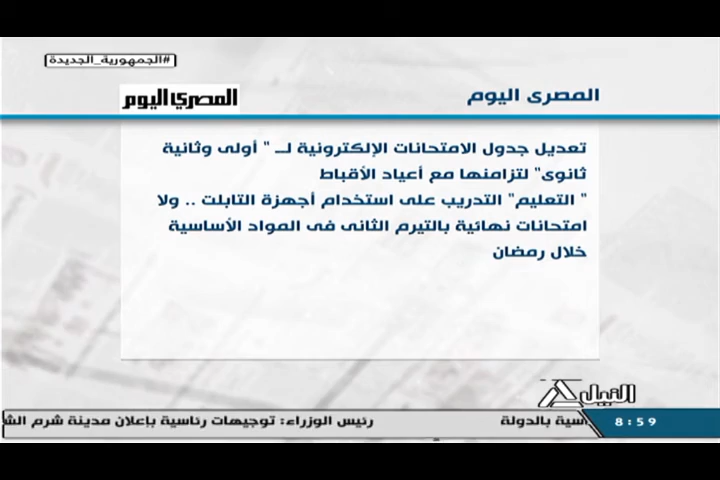 #الجمهورية_الجديدة
المصرى اليوم
المصري اليوم
تعديل جدول الامتحانات الإلكترونية لــ " أولى وثانية
ثانوى" لتزامنها مع أعياد الأقباط
" التعليم" التدريب على استخدام أجهزة التابلت .. ولا
امتحانات نهائية بالتيرم الثانى فى المواد الأساسية
خلال رمضان
النيل
8:59
بالدولة
رئيس الوزراء: توجيهات رئاسية بإعلان مدينة شرم